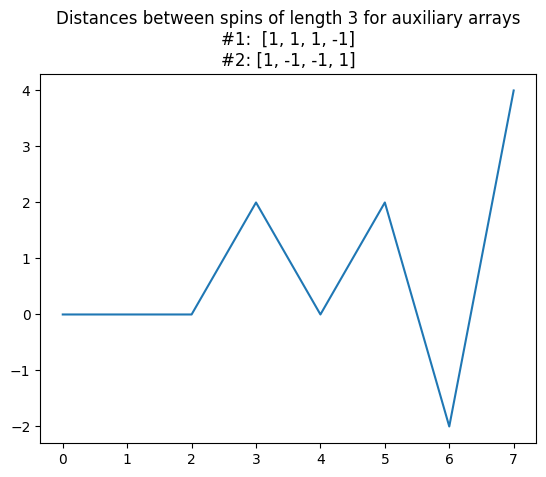 Distances between spins of length 3 for auxiliary arrays
#1:  [1, 1, 1, -1]
#2: [1, -1, -1, 1]
4
3
2
1
0
−1
−2
0 1 2 3 4 5 6 7